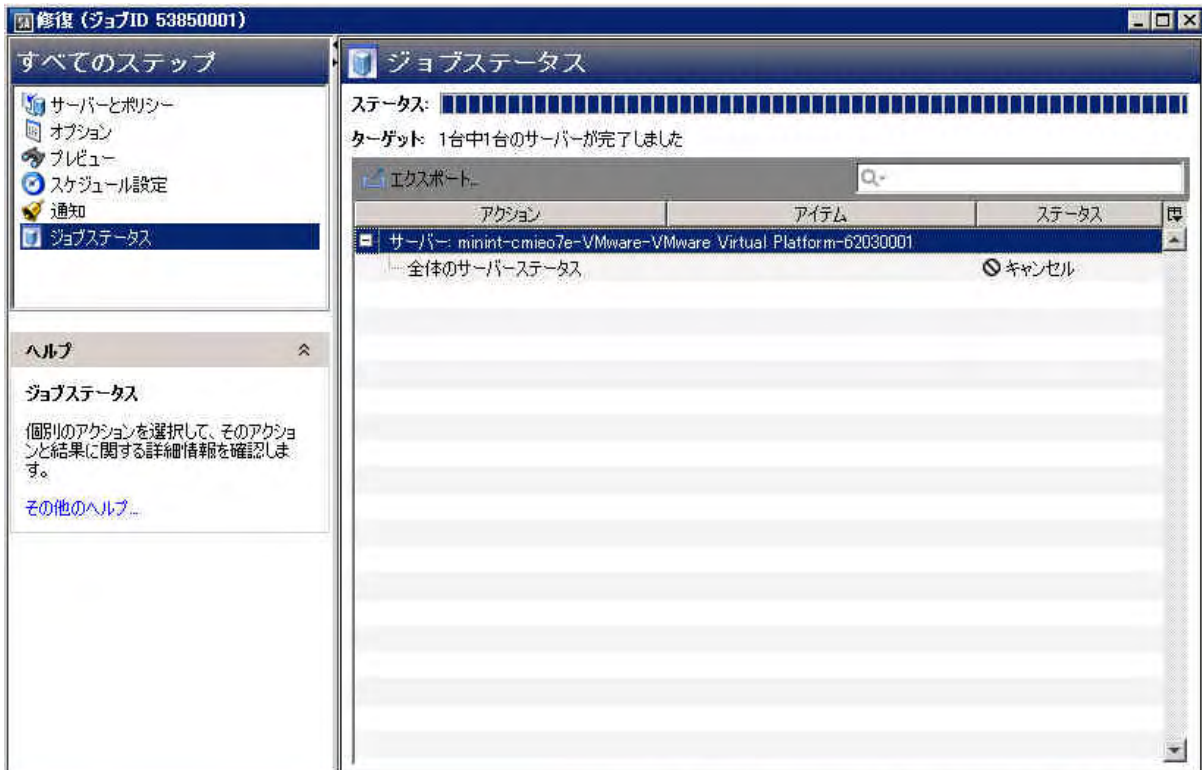 修復 (ジョブID 53850001)
すべてのステップ
サーバーとポリシー
オプション
プレビュー
スケジュール設定
通知
ジョブステータス
ヘルプ
ジョブステータス
個別のアクションを選択して、そのアクショ
ンと結果に関する詳細情報を確認しま
す。
その他のヘルプ...
ジョブステータス
ステータス:
ターゲット: 1台中1台のサーバーが完了しました
エクスポート...
アクション アイテム ステータス
サーバー: minint-cmieo7e-VMware-VMware Virtual Platform-62030001
全体のサーバーステータス キャンセル